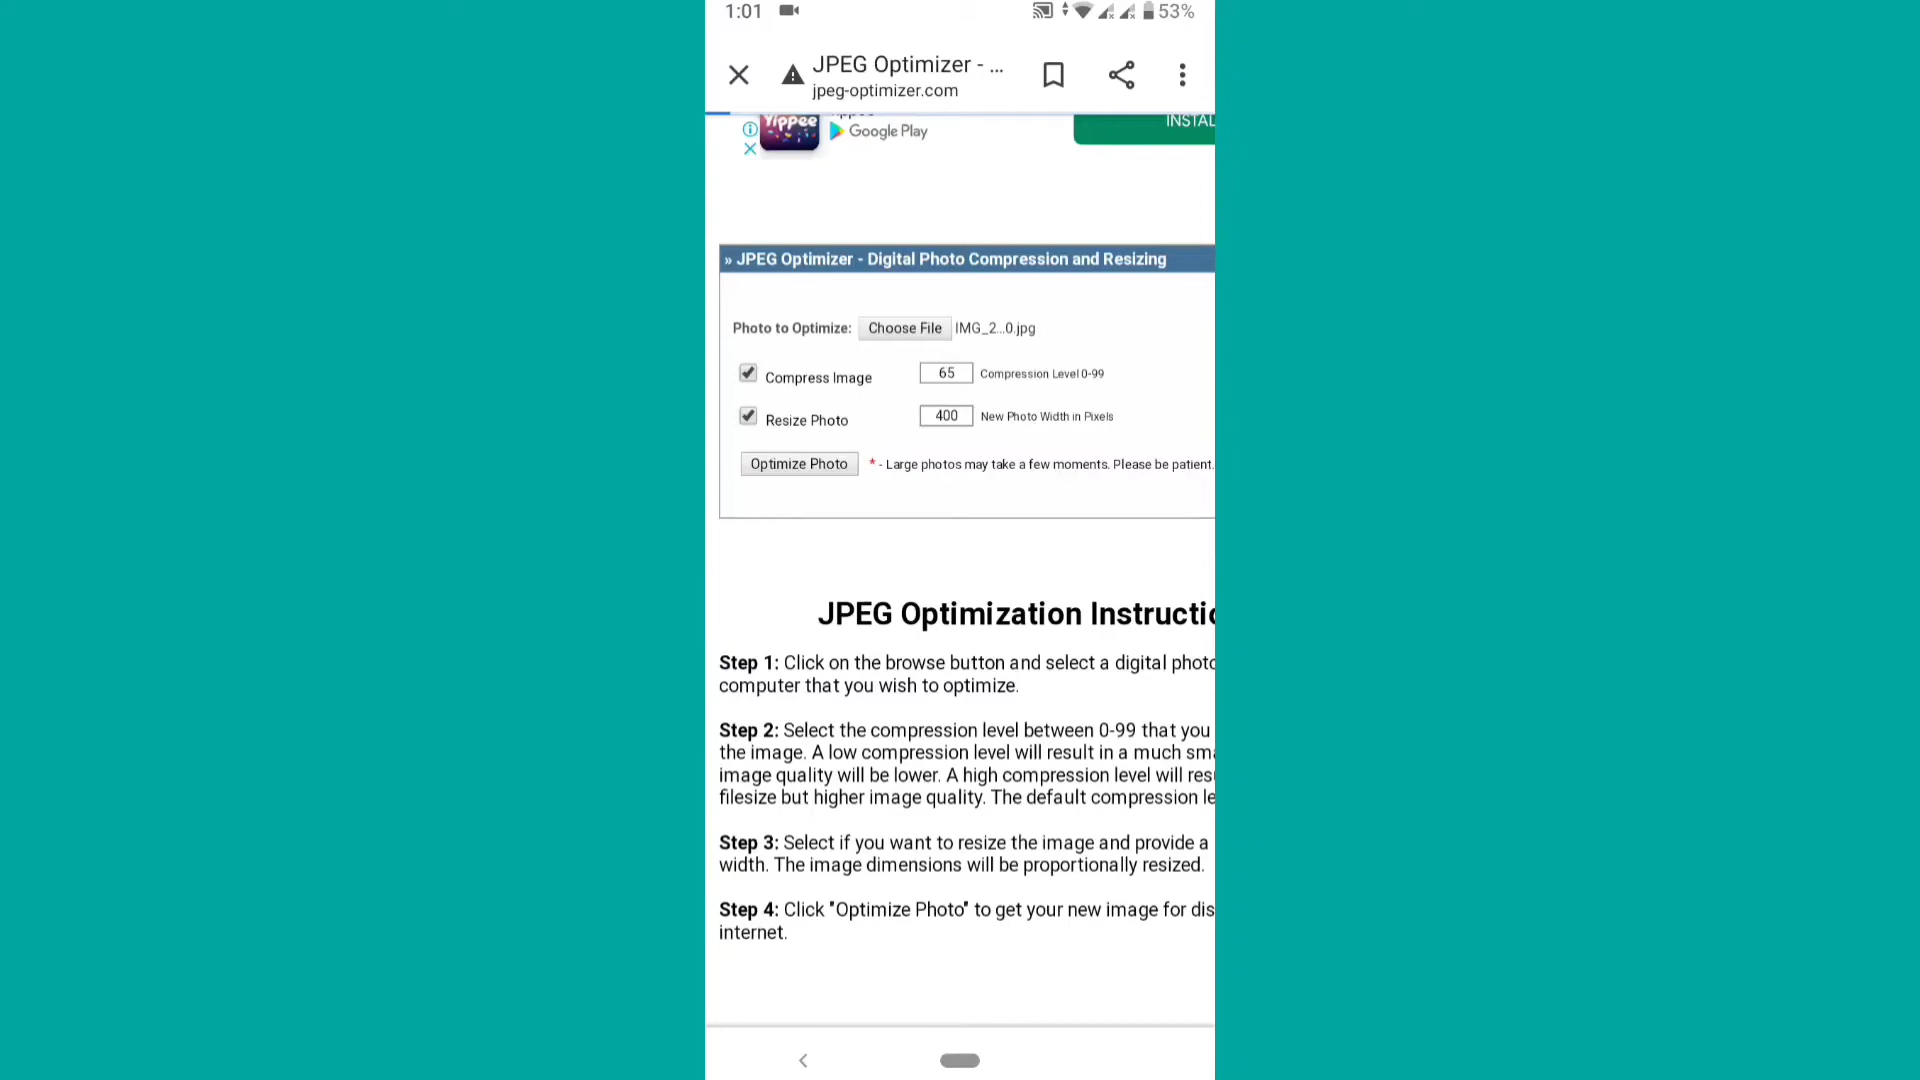 1:01 53%
JPEG Optimizer - ...
jpeg-optimizer.com
Yippee
Google Play
INSTAL
» JPEG Optimizer - Digital Photo Compression and Resizing
Photo to Optimize: Choose File IMG_2...0.jpg
Compress Image 65 Compression Level 0-99
Resize Photo 400 New Photo Width in Pixels
Optimize Photo * - Large photos may take a few moments. Please be patient.
JPEG Optimization Instructio
Step 1: Click on the browse button and select a digital photo
computer that you wish to optimize.
Step 2: Select the compression level between 0-99 that you
the image. A low compression level will result in a much sma
image quality will be lower. A high compression level will resu
filesize but higher image quality. The default compression le
Step 3: Select if you want to resize the image and provide a
width. The image dimensions will be proportionally resized.
Step 4: Click "Optimize Photo" to get your new image for dis
internet.